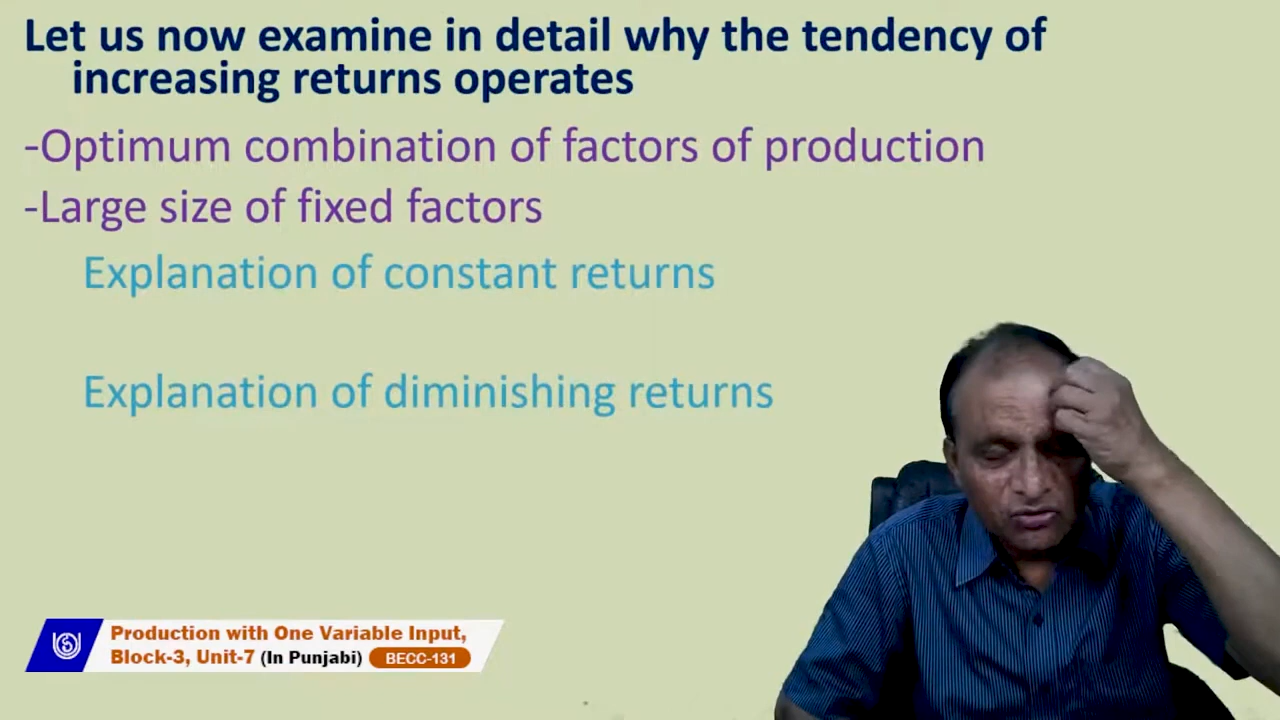 Let us now examine in detail why the tendency of
increasing returns operates
-Optimum combination of factors of production
-Large size of fixed factors
Explanation of constant returns
Explanation of diminishing returns
Production with One Variable Input,
Block-3, Unit-7 (In Punjabi) BECC-131